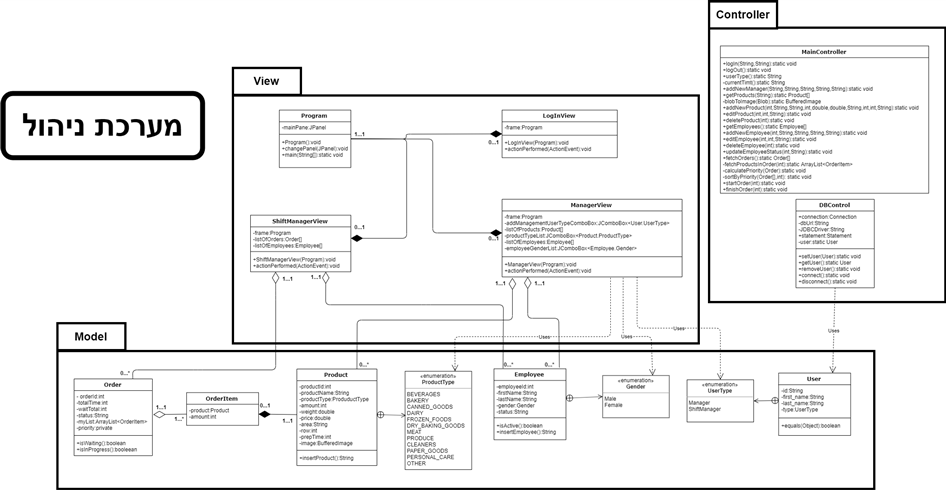 Controller
MainController
+logIn(String,String):static void
+logOut():static void
+userType():static String
-currentTimt():static String
+addNewManager(String,String,String,String,String):static void
+getProducts(String):static Product[]
-blobToImage(Blob):static BufferedImage
+addNewProduct(int,String,String,int,double,double,String,int,int,String):static void
+editProduct(int,int,String):static void
+deleteProduct(int):static void
+getEmployees():static Employee[]
+addNewEmployee(int,String,String,String,String):static void
+editEmployee(int,int,String):static void
+deleteEmployee(int):static void
+updateEmployeeStatus(int,String):static void
+fetchOrders():static Order[]
-fetchProductsInOrder(int):static ArrayList<OrderItem>
-calculatePriority(Order):static void
-sortByPriority(Order[],int):static void
+startOrder(int):static void
+finishOrder(int):static void
DBControl
+connection:Connection
-dbUrl:String
-JDBCDriver:String
+statement:Statement
-user:static User
+setUser(User):static void
+getUser():static User
+removeUser():static void
+connect():static void
+disconnect():static void
View
מערכת ניהול
Program
-mainPane:JPanel
+Program():void
+changePanel(JPanel):void
+main(String[]):static void
1...1
LogInView
-frame:Program
+LogInView(Program):void
+actionPerformed(ActionEvent):void
0...1
ShiftManagerView
-frame:Program
-listOfOrders:Order[]
-listOfEmployees:Employee[]
+ShiftManagerView(Program):void
+actionPerformed(ActionEvent):void
0...1
1...1
1...1
ManagerView
-frame:Program
-addManagementUserTypeComboBox:JComboBox<User.UserType>
-listOfProducts:Product[]
-productTypeList:JComboBox<Product.ProductType>
-listOfEmployees:Employee[]
-employeeGenderList:JComboBox<Employee.Gender>
+ManagerView(Program):void
+actionPerformed(ActionEvent):void
0...1
1...1
1...1
Uses
Uses
Uses
Model
0...*
0...*
0...*
0...*
Order
- orderId:int
-totalTime:int
-waitTotal:int
-status:String
-myList:ArrayList<OrderItem>
-priority:private
+isWaiting():boolean
+isInProgress():booleean
1...1
1...*
OrderItem
-product:Product
-amount:int
1...1
Product
-productId:int
-productName:String
-productType:ProductType
-amount:int
-weight:double
-price:double
-area:String
-row:int
-prepTime:int
-image:BufferedImage
+insertProduct():String
«enumeration»
ProductType
BEVERAGES
BAKERY
CANNED_GOODS
DAIRY
FROZEN_FOODS
DRY_BAKING_GOODS
MEAT
PRODUCE
CLEANERS
PAPER_GOODS
PERSONAL_CARE
OTHER
Employee
-employeeId:int
-firstName:String
-lastName:String
-gender:Gender
-status:String
+isActive():boolean
+insertEmployee():String
«enumeration»
Gender
Male
Female
«enumeration»
UserType
Manager
ShiftManager
User
-id:String
-first_name:String
-last_name:String
-type:UserType
+equals(Object):boolean